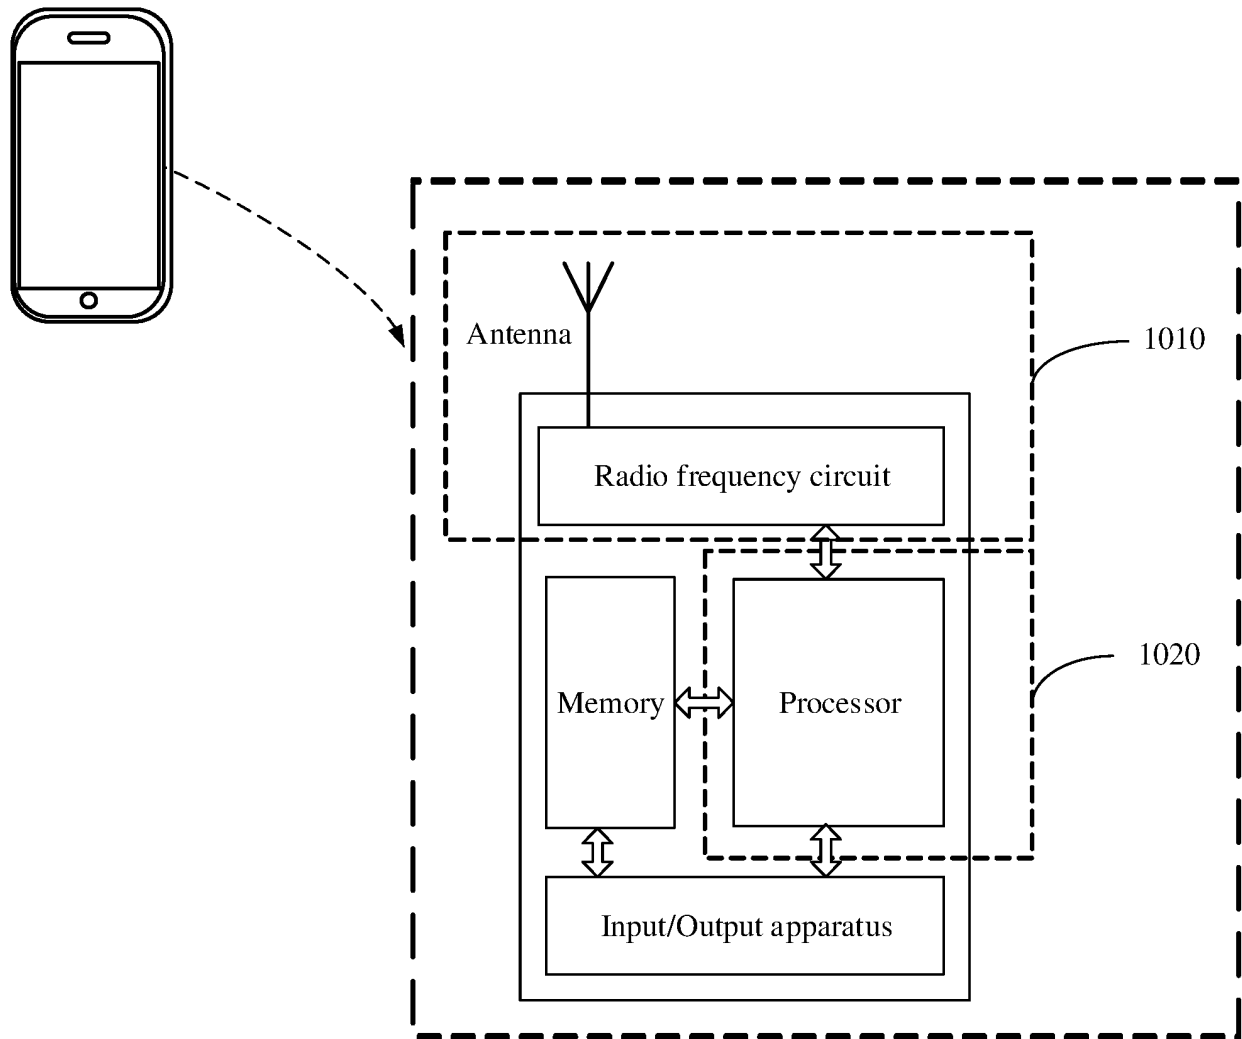 Antenna
1010
Radio frequency circuit
1020
Memory
Processor
Input/Output apparatus